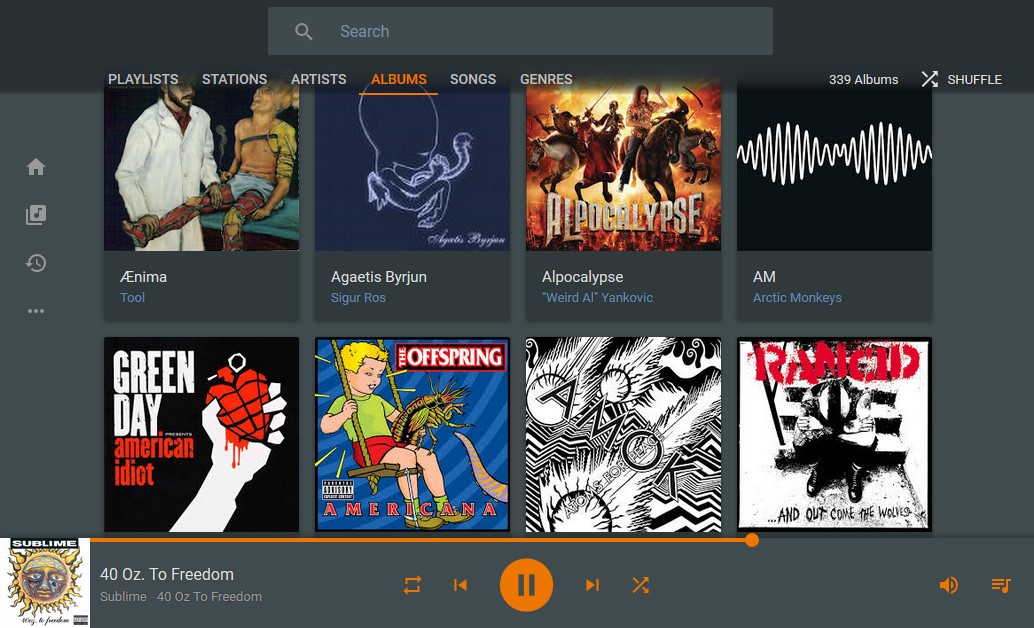 Search
PLAYLISTS STATIONS ARTISTS ALBUMS SONGS GENRES 339 Albums SHUFFLE
Agætis Byrjun
ALPOCALYPSE
Ænima Agaetis Byrjun Alpocalypse AM
Tool Sigur Ros "Weird Al" Yankovic Arctic Monkeys
GREEN DAY
PRESENTS
american
idiot
THE OFFSPRING
PARENTAL
ADVISORY
EXPLICIT CONTENT
AMERICANA
AMOK
ATOMS FOR PEACE
RANCID
...AND OUT COME THE WOLVES
SUBLIME
40oz. to freedom
40 Oz. To Freedom
Sublime · 40 Oz To Freedom